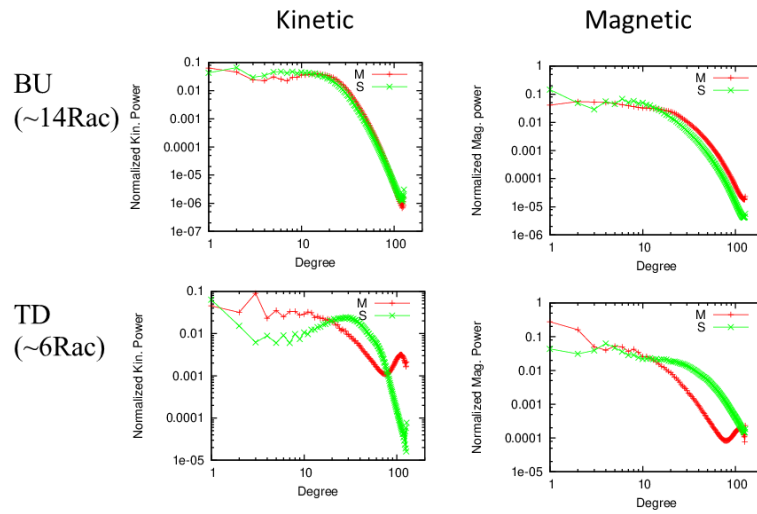 Kinetic
Magnetic
BU
(~14Rac)
Normalized Kin. Power
0.1
0.01
0.001
0.0001
1e-05
1e-06
1e-07
M
S
1
10
100
Degree
Normalized Mag. power
1
0.1
0.01
0.001
0.0001
1e-05
1e-06
M
S
1
10
100
Degree
TD
(~6Rac)
Normalized Kin. Power
0.1
0.01
0.001
0.0001
1e-05
M
S
1
10
100
Degree
Normalized Mag. Power
1
0.1
0.01
0.001
0.0001
1e-05
M
S
1
10
100
Degree